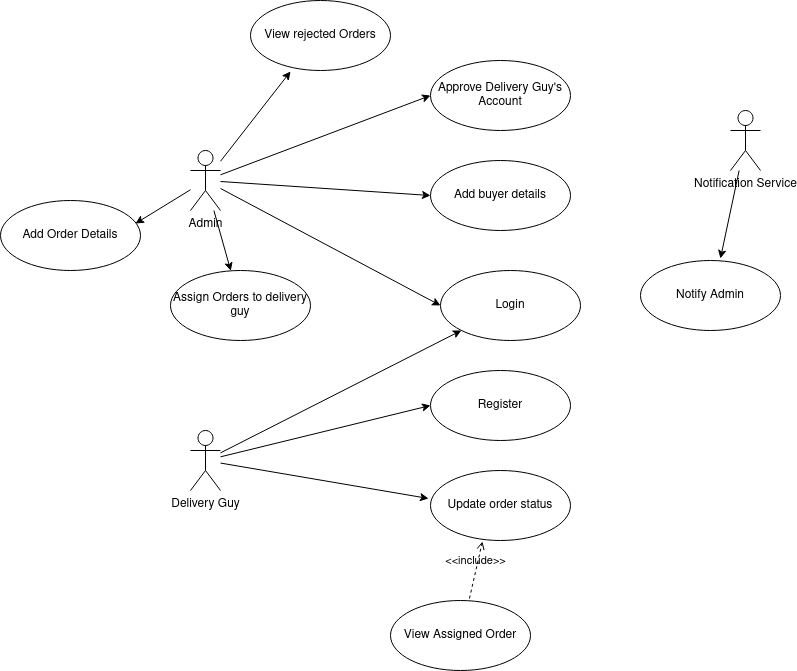 View rejected Orders
Approve Delivery Guy's
Account
Add buyer details
Admin
Add Order Details
Assign Orders to delivery
guy
Login
Notification Service
Notify Admin
Register
Delivery Guy
Update order status
<<include>>
View Assigned Order